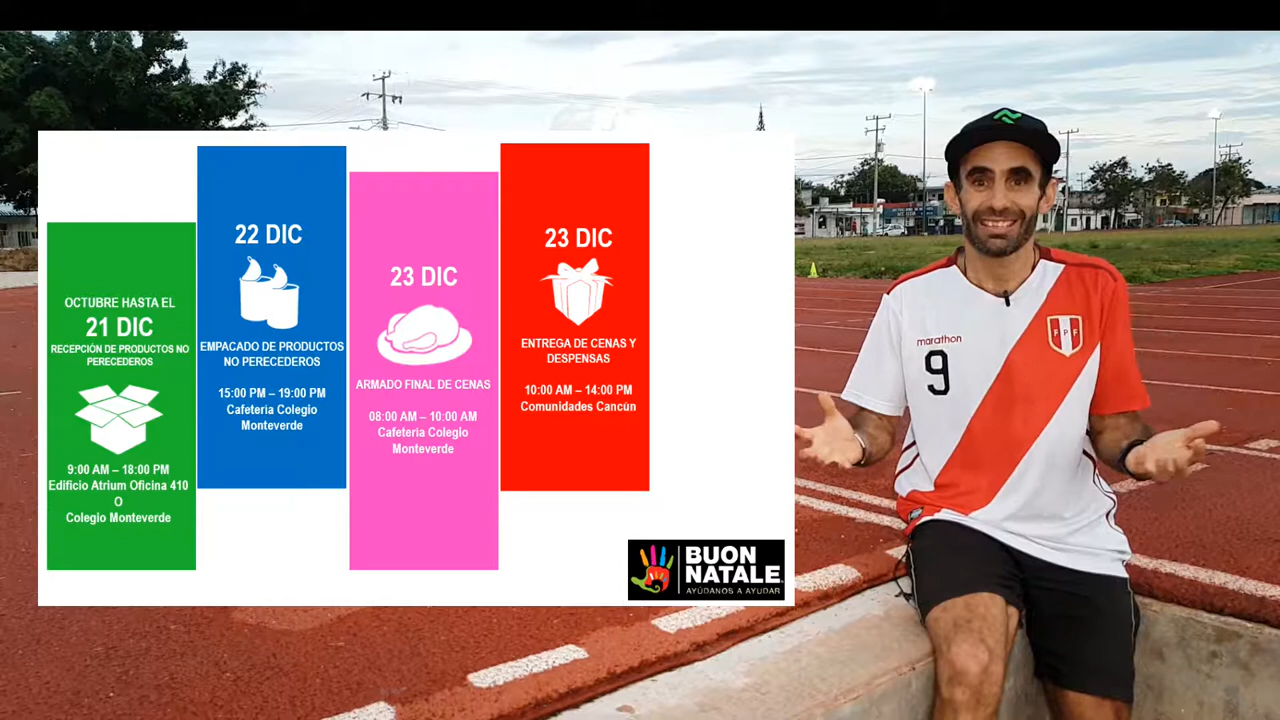 OCTUBRE HASTA EL
21 DIC
RECEPCIÓN DE PRODUCTOS NO
PERECEDEROS
9:00 AM – 18:00 PM
Edificio Atrium Oficina 410
O
Colegio Monteverde
22 DIC
EMPACADO DE PRODUCTOS
NO PERECEDEROS
15:00 PM – 19:00 PM
Cafeteria Colegio
Monteverde
23 DIC
ARMADO FINAL DE CENAS
08:00 AM – 10:00 AM
Cafeteria Colegio
Monteverde
23 DIC
ENTREGA DE CENAS Y
DESPENSAS
10:00 AM – 14:00 PM
Comunidades Cancún
BUON
NATALE
AYÚDANOS A AYUDAR
marathon
9
FPF